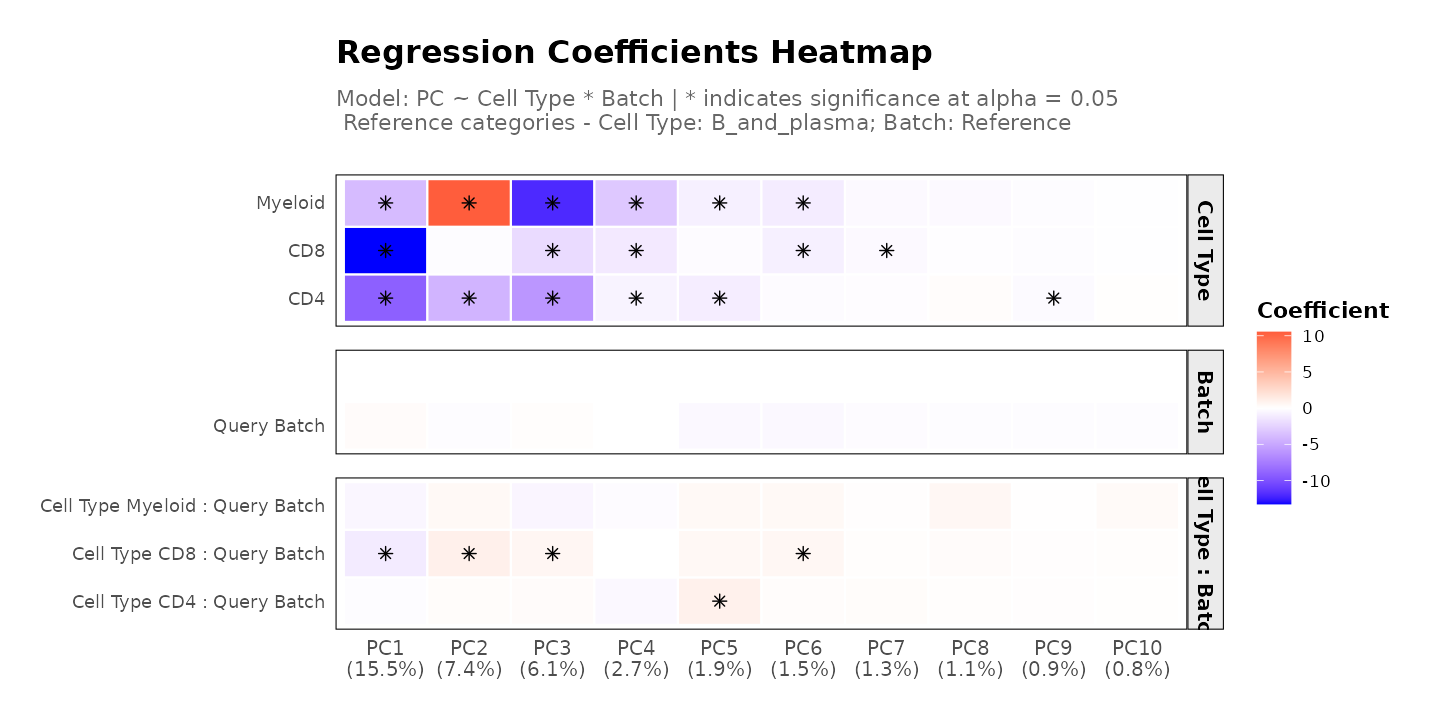 Regression Coefficients Heatmap
Model: PC ~ Cell Type * Batch | * indicates significance at alpha = 0.05
Reference categories - Cell Type: B_and_plasma; Batch: Reference
Myeloid * * * * * *
CD8 * * * * *
CD4 * * * * * *
Cell Type
Query Batch
Batch
Cell Type Myeloid : Query Batch
Cell Type CD8 : Query Batch * * * *
Cell Type CD4 : Query Batch *
ell Type : Batc
PC1 PC2 PC3 PC4 PC5 PC6 PC7 PC8 PC9 PC10
(15.5%) (7.4%) (6.1%) (2.7%) (1.9%) (1.5%) (1.3%) (1.1%) (0.9%) (0.8%)
Coefficient
10
5
0
-5
-10